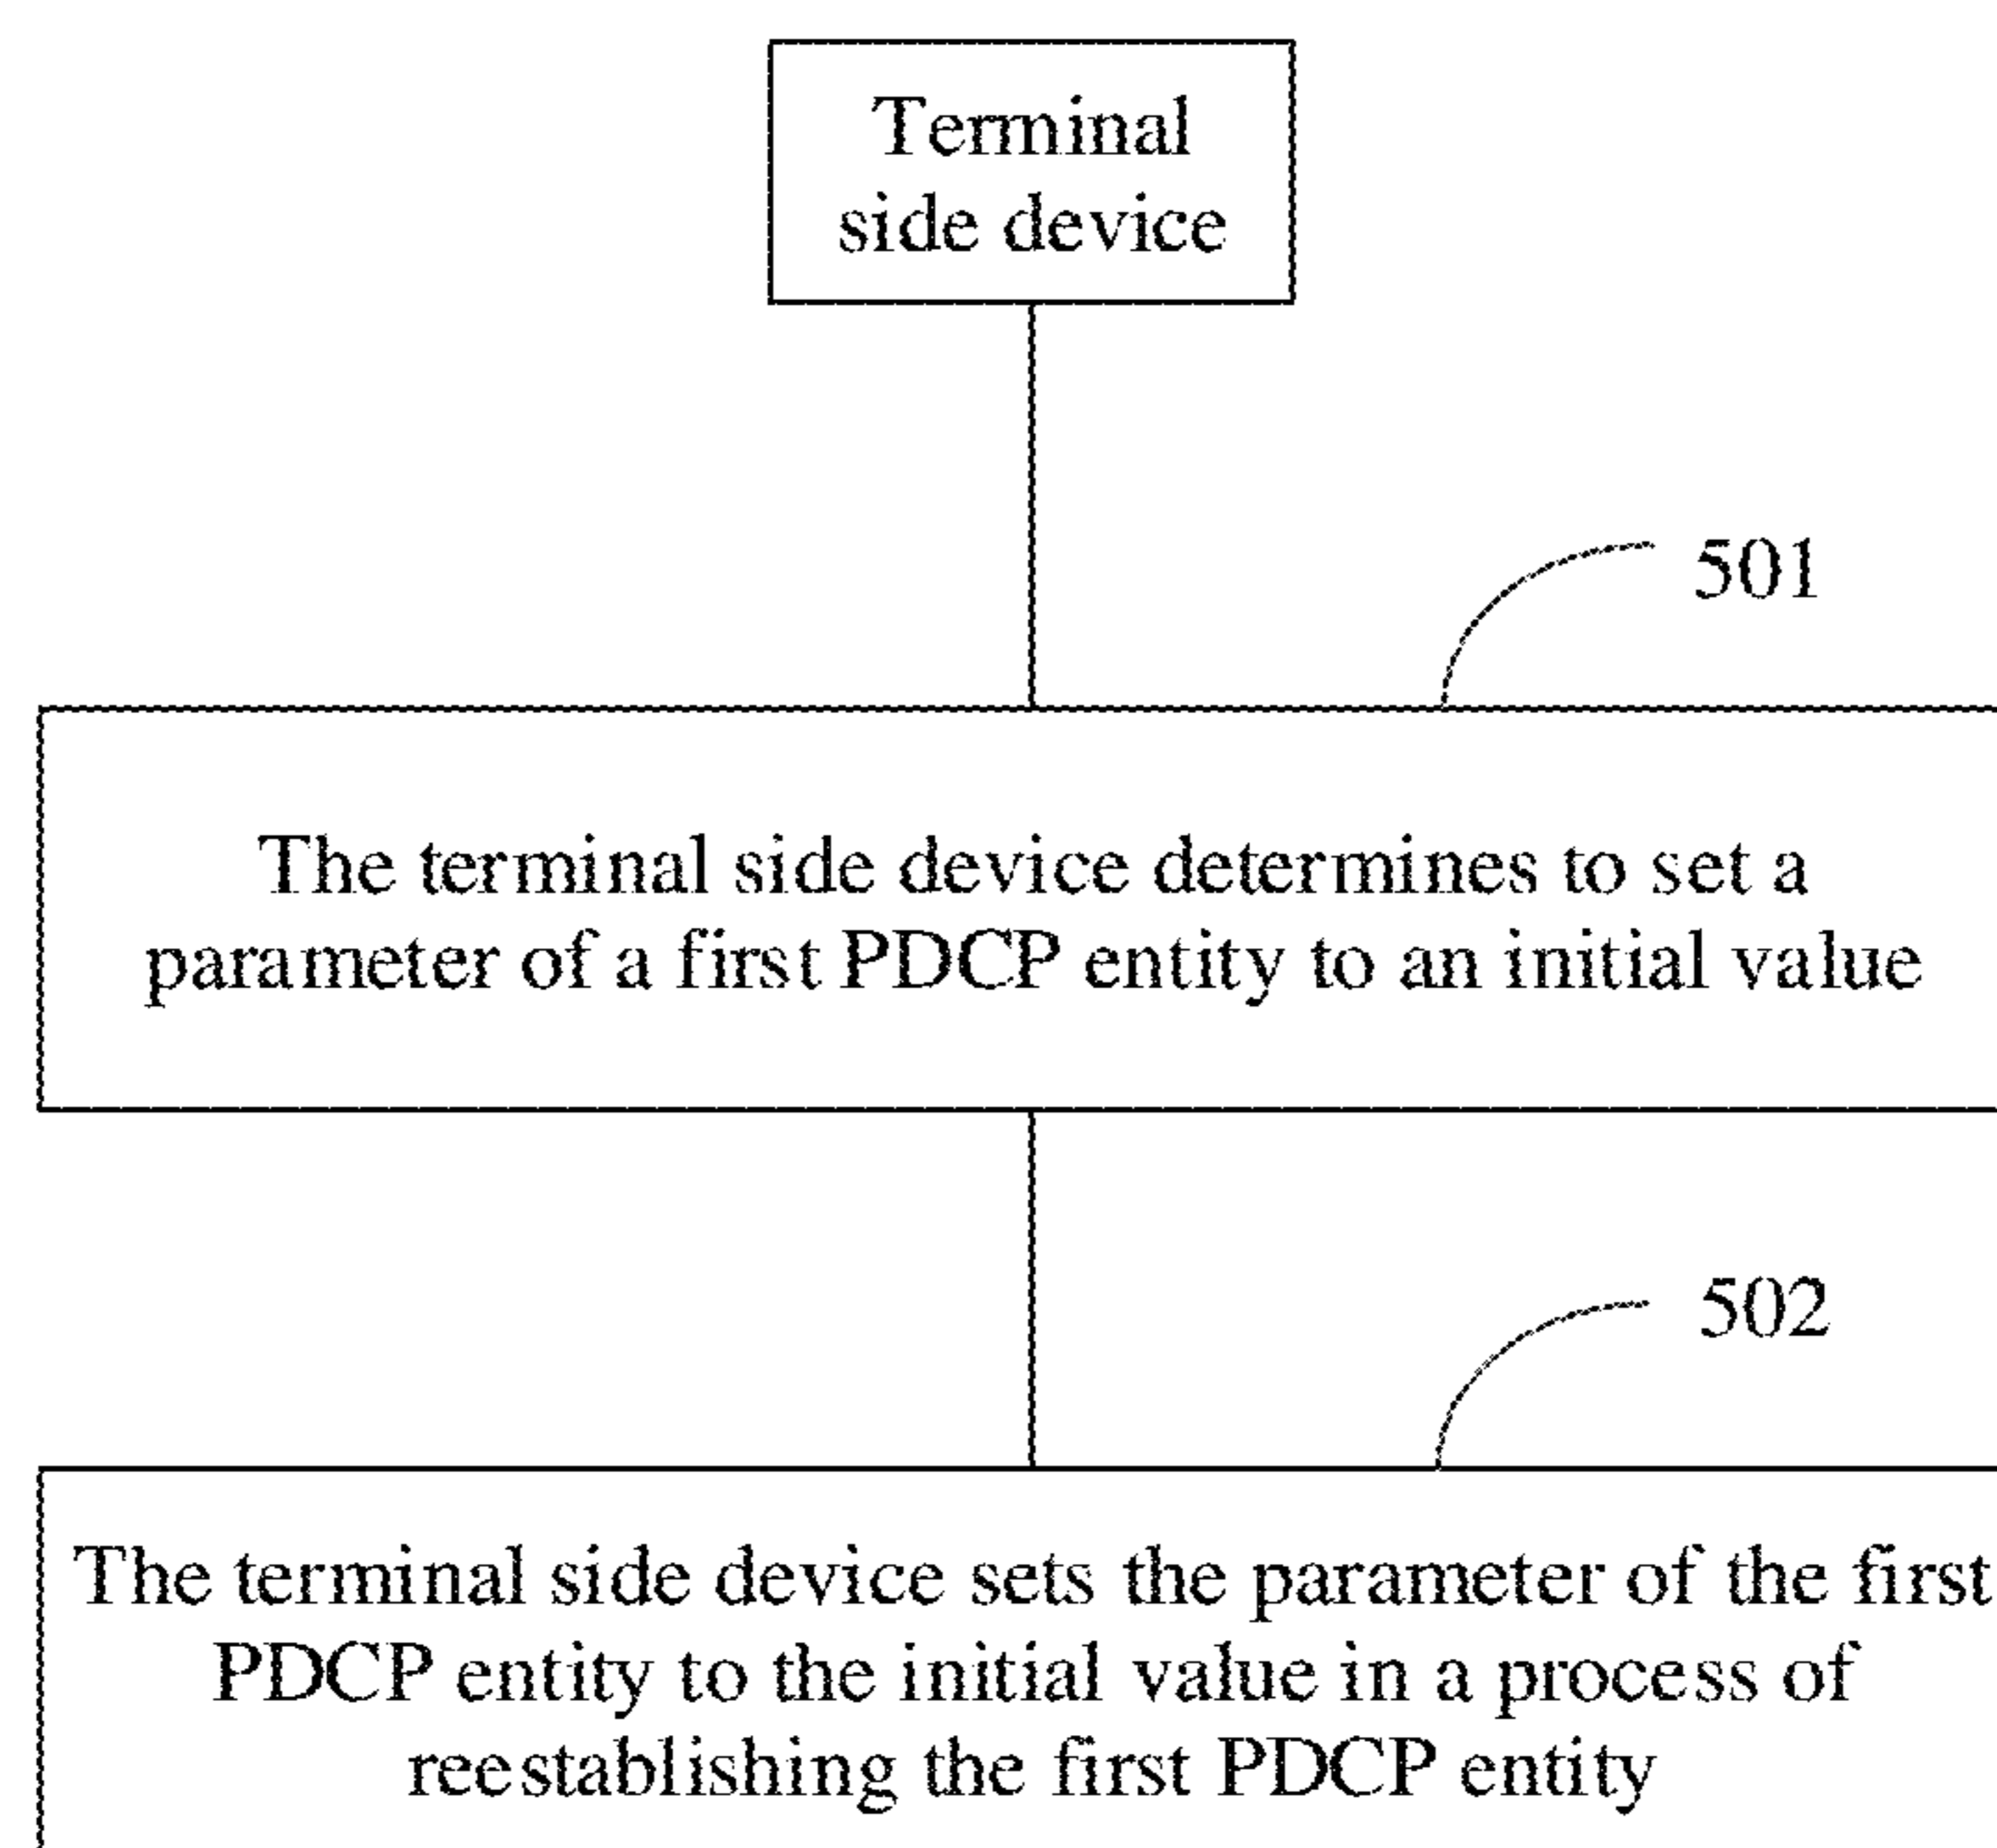 Terminal
side device
501
The terminal side device determines to set a
parameter of a first PDCP entity to an initial value
502
The terminal side device sets the parameter of the first
PDCP entity to the initial value in a process of
reestablishing the first PDCP entity